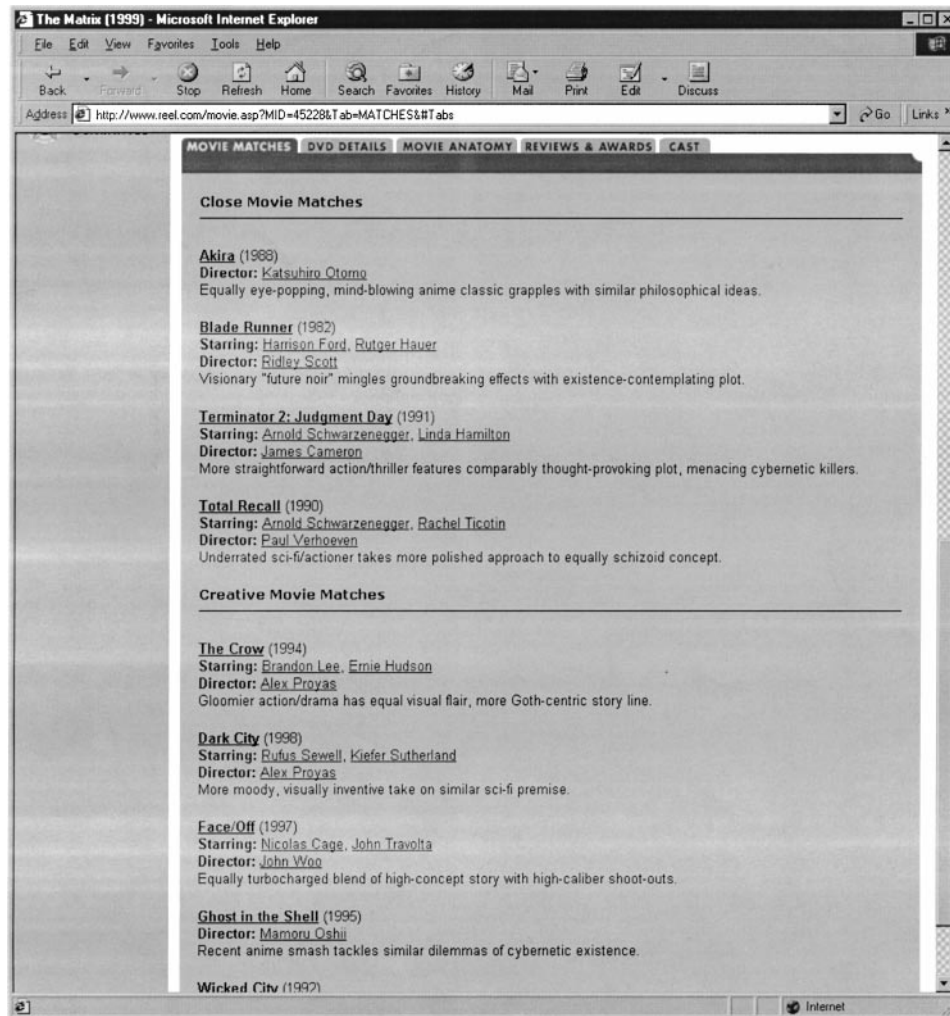 The Matrix (1999) - Microsoft Internet Explorer
File Edit View Favorites Tools Help
Back Forward Stop Refresh Home Search Favorites History Mail Print Edit Discuss
Address http://www.reel.com/movie.asp?MID=45228&Tab=MATCHES&#Tabs Go Links
MOVIE MATCHES DVD DETAILS MOVIE ANATOMY REVIEWS & AWARDS CAST
Close Movie Matches
Akira (1988)
Director: Katsuhiro Otomo
Equally eye-popping, mind-blowing anime classic grapples with similar philosophical ideas.
Blade Runner (1982)
Starring: Harrison Ford, Rutger Hauer
Director: Ridley Scott
Visionary "future noir" mingles groundbreaking effects with existence-contemplating plot.
Terminator 2: Judgment Day (1991)
Starring: Arnold Schwarzenegger, Linda Hamilton
Director: James Cameron
More straightforward action/thriller features comparably thought-provoking plot, menacing cybernetic killers.
Total Recall (1990)
Starring: Arnold Schwarzenegger, Rachel Ticotin
Director: Paul Verhoeven
Underrated sci-fi/actioner takes more polished approach to equally schizoid concept.
Creative Movie Matches
The Crow (1994)
Starring: Brandon Lee, Ernie Hudson
Director: Alex Proyas
Gloomier action/drama has equal visual flair, more Goth-centric story line.
Dark City (1998)
Starring: Rufus Sewell, Kiefer Sutherland
Director: Alex Proyas
More moody, visually inventive take on similar sci-fi premise.
Face/Off (1997)
Starring: Nicolas Cage, John Travolta
Director: John Woo
Equally turbocharged blend of high-concept story with high-caliber shoot-outs.
Ghost in the Shell (1995)
Director: Mamoru Oshii
Recent anime smash tackles similar dilemmas of cybernetic existence.
Wicked City (1992)
Internet